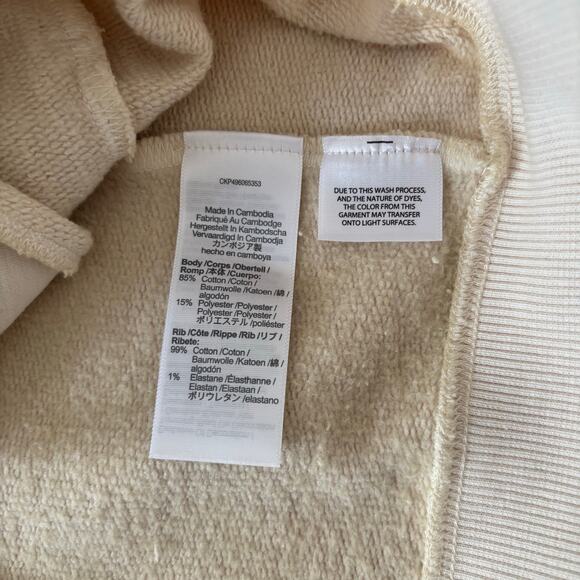 CKP496065353
Made In Cambodia
Fabriqué Au Cambodge
Hergestellt In Kambodscha
Vervaardigd In Cambodja
カンボジア製
hecho en camboya
Body /Corps /Oberteil /
Romp /本体 /Cuerpo:
85% Cotton /Coton /
Baumwolle /Katoen /綿 /
algodón
15% Polyester /Polyester /
Polyester /Polyester /
ポリエステル /poliéster
Rib /Côte /Rippe /Rib /リブ /
Ribete:
99% Cotton /Coton /
Baumwolle /Katoen /綿 /
algodón
1% Elastane /Élasthanne /
Elastan /Elastaan /
ポリウレタン /elastano
DUE TO THIS WASH PROCESS,
AND THE NATURE OF DYES,
THE COLOR FROM THIS
GARMENT MAY TRANSFER
ONTO LIGHT SURFACES.